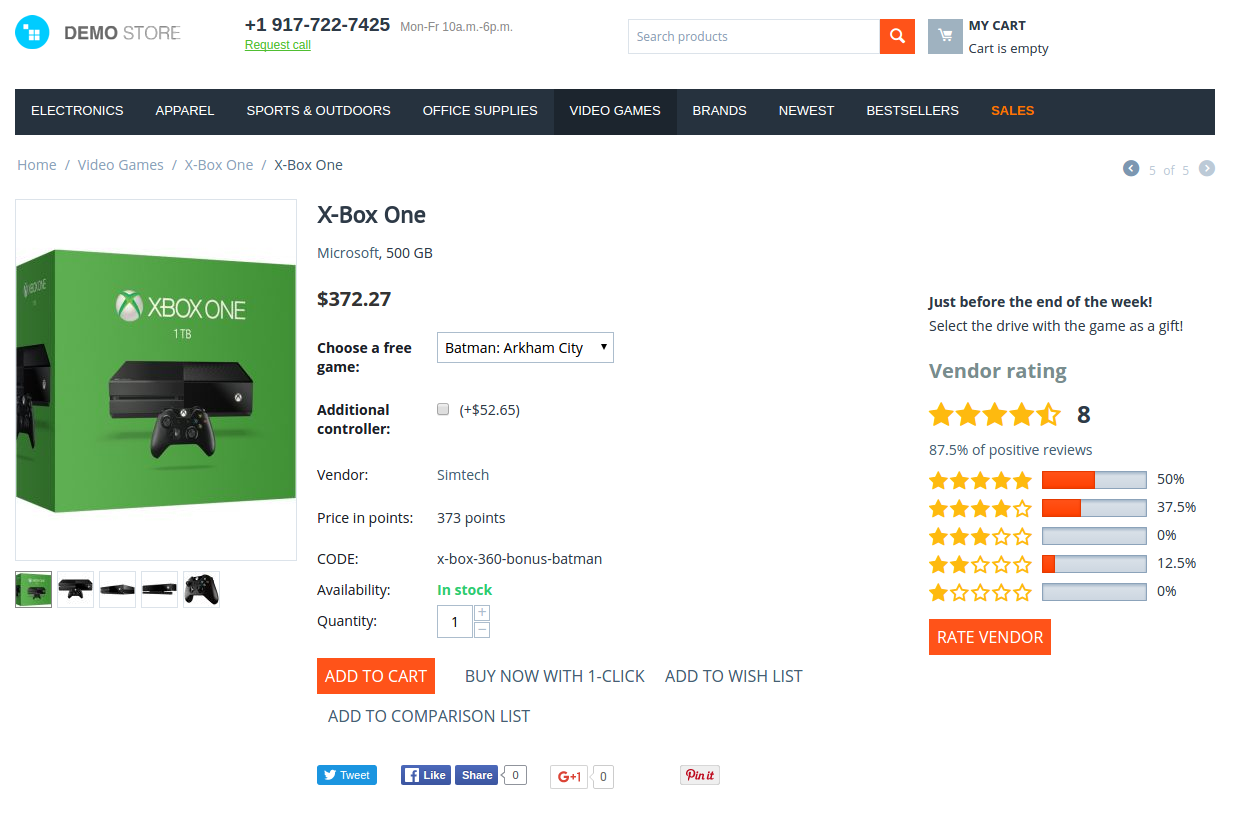 DEMO STORE
+1 917-722-7425 Mon-Fr 10a.m.-6p.m.
Request call
Search products
MY CART
Cart is empty
ELECTRONICS APPAREL SPORTS & OUTDOORS OFFICE SUPPLIES VIDEO GAMES BRANDS NEWEST BESTSELLERS SALES
Home / Video Games / X-Box One / X-Box One
5 of 5
XBOX ONE
XBOX ONE
1 TB
X-Box One
Microsoft, 500 GB
$372.27
Choose a free
game:
Batman: Arkham City
Additional
controller:
(+$52.65)
Vendor: Simtech
Price in points: 373 points
CODE: x-box-360-bonus-batman
Availability: In stock
Quantity: 1 + −
ADD TO CART BUY NOW WITH 1-CLICK ADD TO WISH LIST
ADD TO COMPARISON LIST
Tweet Like Share 0 G+1 0 Pin it
Just before the end of the week!
Select the drive with the game as a gift!
Vendor rating
8
87.5% of positive reviews
50%
37.5%
0%
12.5%
0%
RATE VENDOR